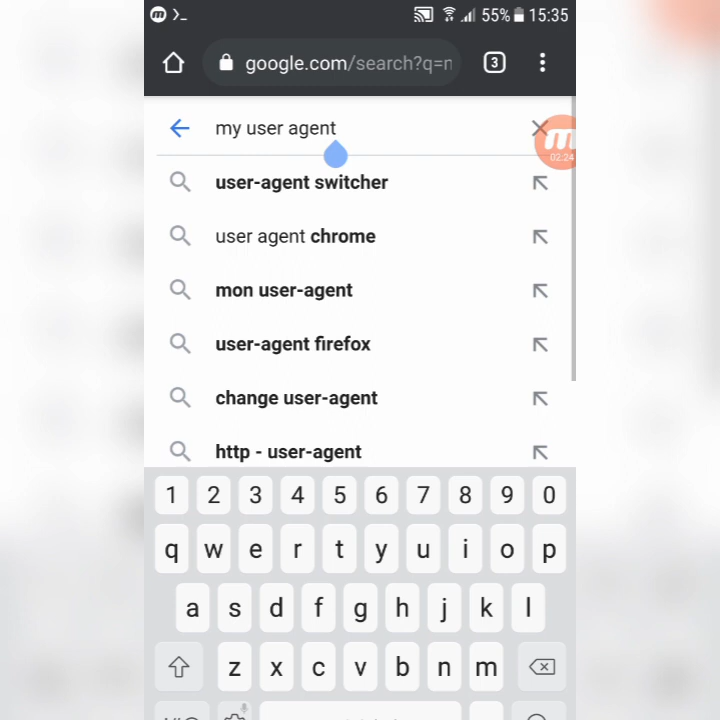 m >_ 55% 15:35
google.com/search?q=n
3
my user agent
m
02:24
user-agent switcher
user agent chrome
mon user-agent
user-agent firefox
change user-agent
http - user-agent
1 2 3 4 5 6 7 8 9 0
q w e r t y u i o p
a s d f g h j k l
z x c v b n m